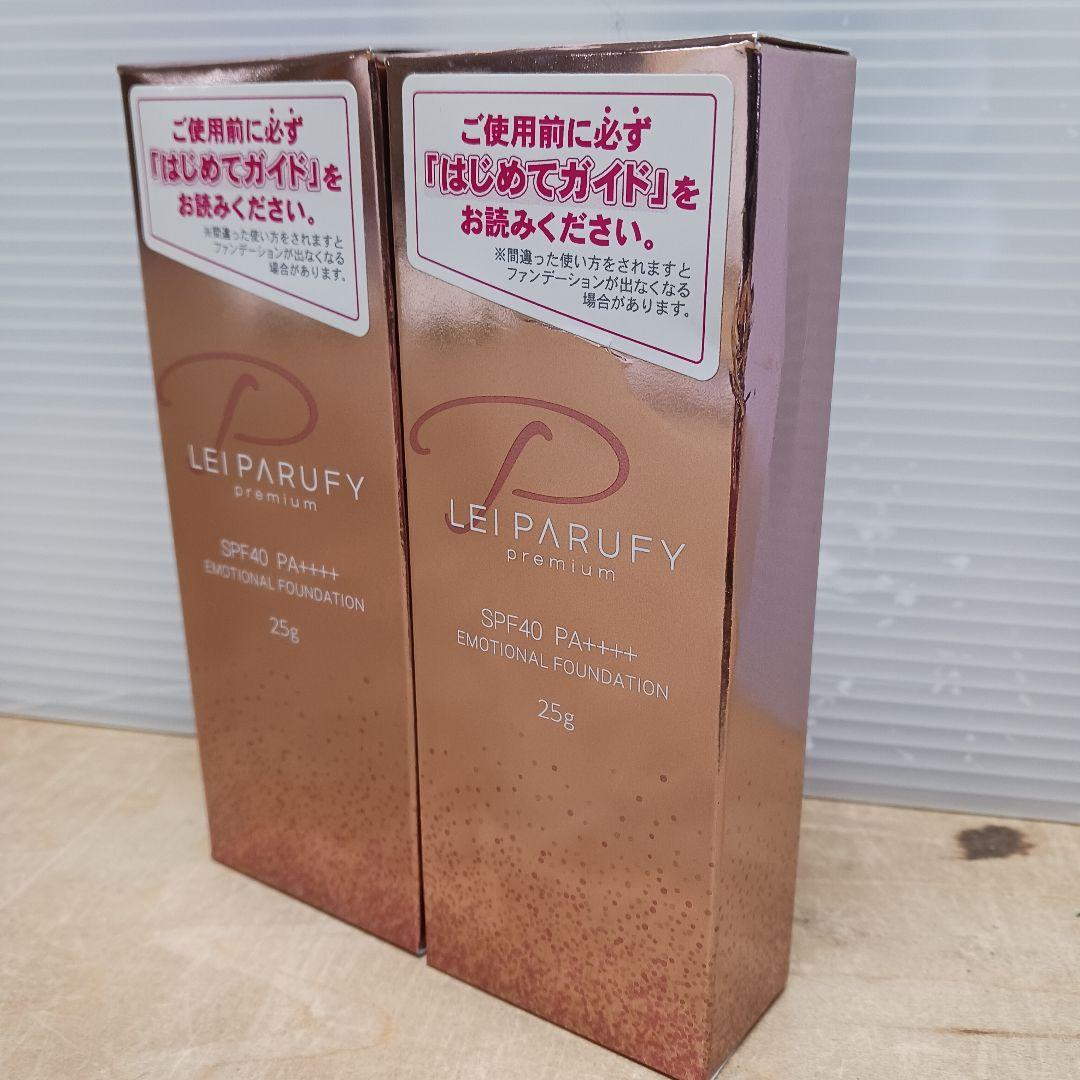 ご使用前に必ず
「はじめてガイド」を
お読みください。
※間違った使い方をされますと
ファンデーションが出なくなる
場合があります。
P
LEI PARUFY
premium
SPF40 PA++++
EMOTIONAL FOUNDATION
25g
ご使用前に必ず
「はじめてガイド」を
お読みください。
※間違った使い方をされますと
ファンデーションが出なくなる
場合があります。
P
LEI PARUFY
premium
SPF40 PA++++
EMOTIONAL FOUNDATION
25g